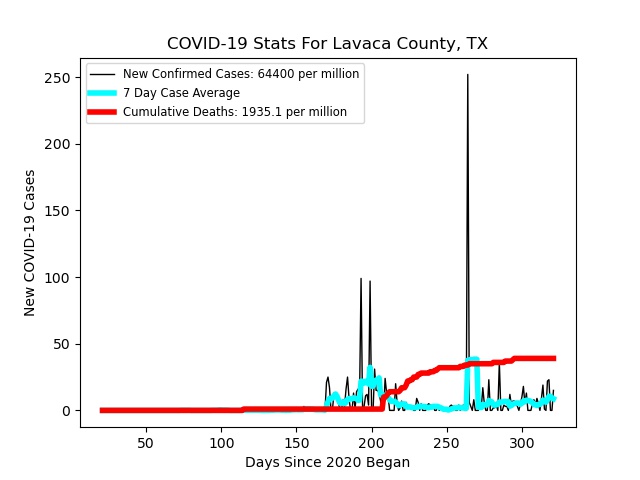 COVID-19 Stats For Lavaca County, TX
New Confirmed Cases: 64400 per million
7 Day Case Average
Cumulative Deaths: 1935.1 per million
New COVID-19 Cases
250
200
150
100
50
0
50 100 150 200 250 300
Days Since 2020 Began